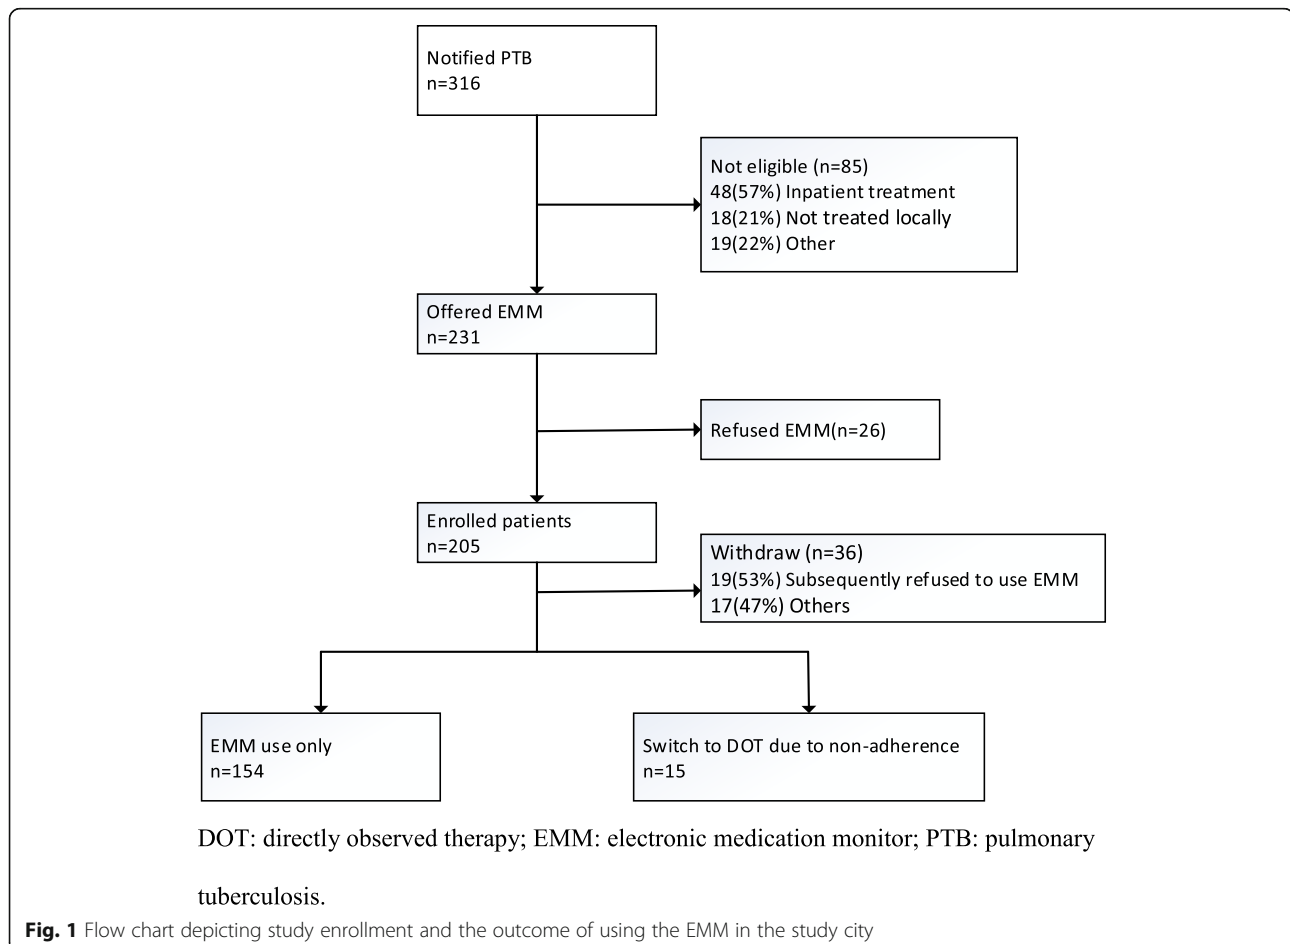 Notified PTB
n=316
Not eligible (n=85)
48(57%) Inpatient treatment
18(21%) Not treated locally
19(22%) Other
Offered EMM
n=231
Refused EMM(n=26)
Enrolled patients
n=205
Withdraw (n=36)
19(53%) Subsequently refused to use EMM
17(47%) Others
EMM use only
n=154
Switch to DOT due to non-adherence
n=15
DOT: directly observed therapy; EMM: electronic medication monitor; PTB: pulmonary
tuberculosis.
Fig. 1 Flow chart depicting study enrollment and the outcome of using the EMM in the study city